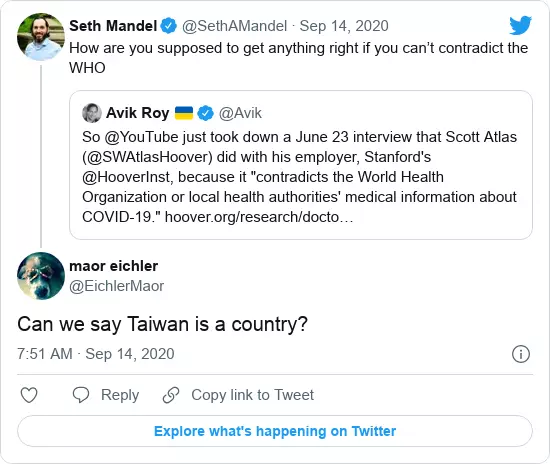 Seth Mandel @SethAMandel · Sep 14, 2020
How are you supposed to get anything right if you can’t contradict the
WHO
Avik Roy 🇺🇦 @Avik
So @YouTube just took down a June 23 interview that Scott Atlas
(@SWAtlasHoover) did with his employer, Stanford's
@HooverInst, because it "contradicts the World Health
Organization or local health authorities' medical information about
COVID-19." hoover.org/research/docto…
maor eichler
@EichlerMaor
Can we say Taiwan is a country?
7:51 AM · Sep 14, 2020
Reply
Copy link to Tweet
Explore what's happening on Twitter